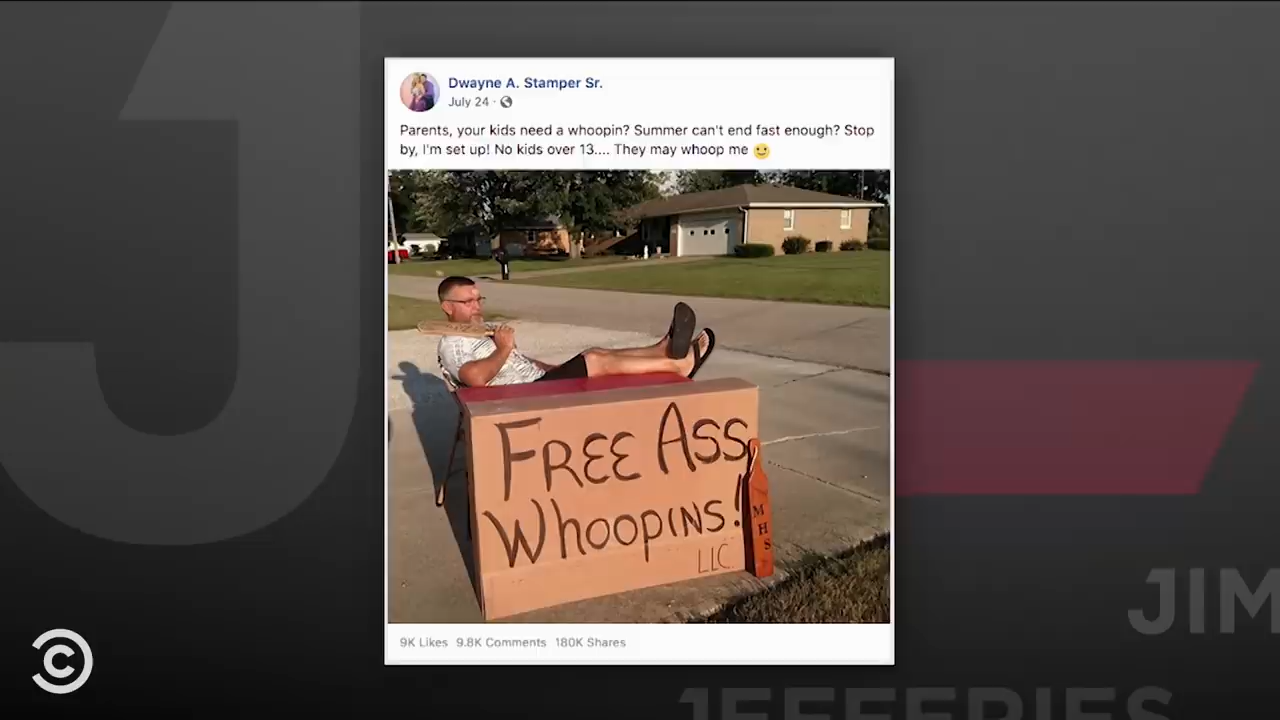 Dwayne A. Stamper Sr.
July 24 ·
Parents, your kids need a whoopin? Summer can't end fast enough? Stop
by, I'm set up! No kids over 13.... They may whoop me 🙂
FREE ASS
WHOOPINS!
LLC.
M
H
S
9K Likes 9.8K Comments 180K Shares
JIM
JEFFERIES